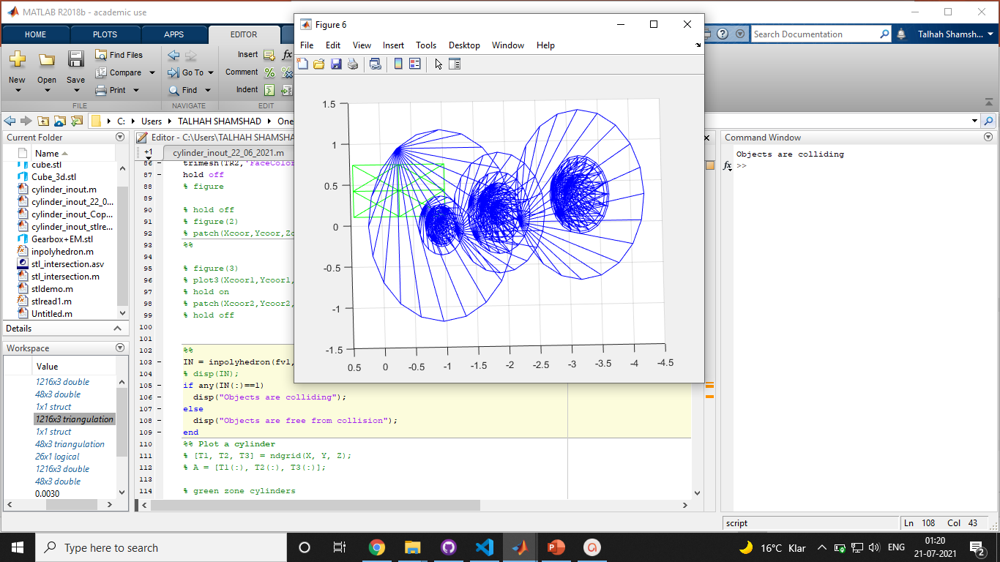 MATLAB R2018b - academic use
HOME PLOTS APPS EDITOR
Search Documentation
Talhah Shamsh...
New Open Save
Find Files
Compare
Print
FILE
Go To
Find
NAVIGATE
Insert
Comment
Indent
EDIT
C: Users TALHAH SHAMSHAD One
Current Folder
Name
cube.stl
Cube_3d.stl
cylinder_inout.m
cylinder_inout_22_0...
cylinder_inout_Cop...
cylinder_inout_stlre...
Gearbox+EM.stl
inpolyhedron.m
stl_intersection.asv
stl_intersection.m
stldemo.m
stlread1.m
Untitled.m
Details
Workspace
Value
1216x3 double
48x3 double
1x1 struct
1216x3 triangulation
1x1 struct
48x3 triangulation
26x1 logical
1216x3 double
48x3 double
0.0030
Editor - C:\Users\TALHAH SHAMSHA
+1 cylinder_inout_22_06_2021.m
86 - trimesh(TR2,'FaceColor
87 - hold off
88 % figure
89
90 % hold off
91 % figure(2)
92 % patch(Xcoor,Ycoor,Zc
93 %%
94
95 % figure(3)
96 % plot3(Xcoor1,Ycoor1,
97 % hold on
98 % patch(Xcoor2,Ycoor2,
99 % hold off
100
101
102 %%
103 - IN = inpolyhedron(fv1,
104 % disp(IN);
105 - if any(IN(:)==1)
106 - disp("Objects are colliding");
107 - else
108 - disp("Objects are free from collision");
109 - end
110 %% Plot a cylinder
111 % [T1, T2, T3] = ndgrid(X, Y, Z);
112 % A = [T1(:), T2(:), T3(:)];
113
114 % green zone cylinders
Figure 6
File Edit View Insert Tools Desktop Window Help
1.5
1
0.5
0
-0.5
-1
-1.5
0.5 0 -0.5 -1 -1.5 -2 -2.5 -3 -3.5 -4 -4.5
Command Window
Objects are colliding
fx >>
script
Ln 108 Col 43
Type here to search
16°C Klar
ENG
01:20
21-07-2021
2